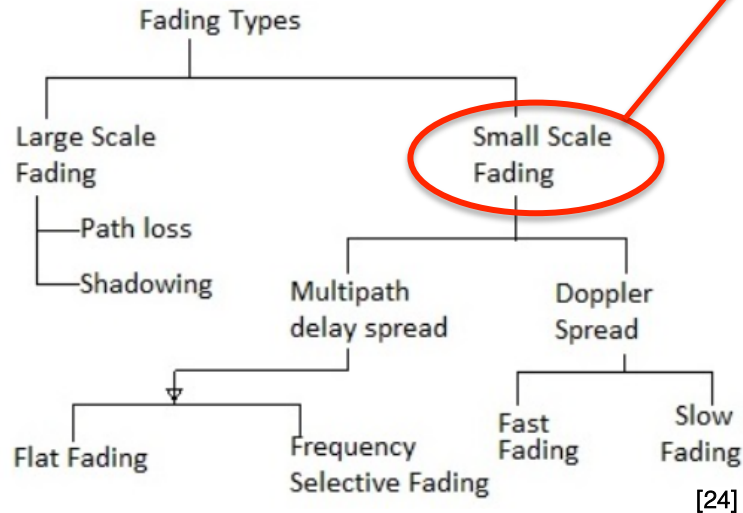 Fading Types
Large Scale
Fading
Small Scale
Fading
Path loss
Shadowing
Multipath
delay spread
Doppler
Spread
Flat Fading
Frequency
Selective Fading
Fast
Fading
Slow
Fading
[24]